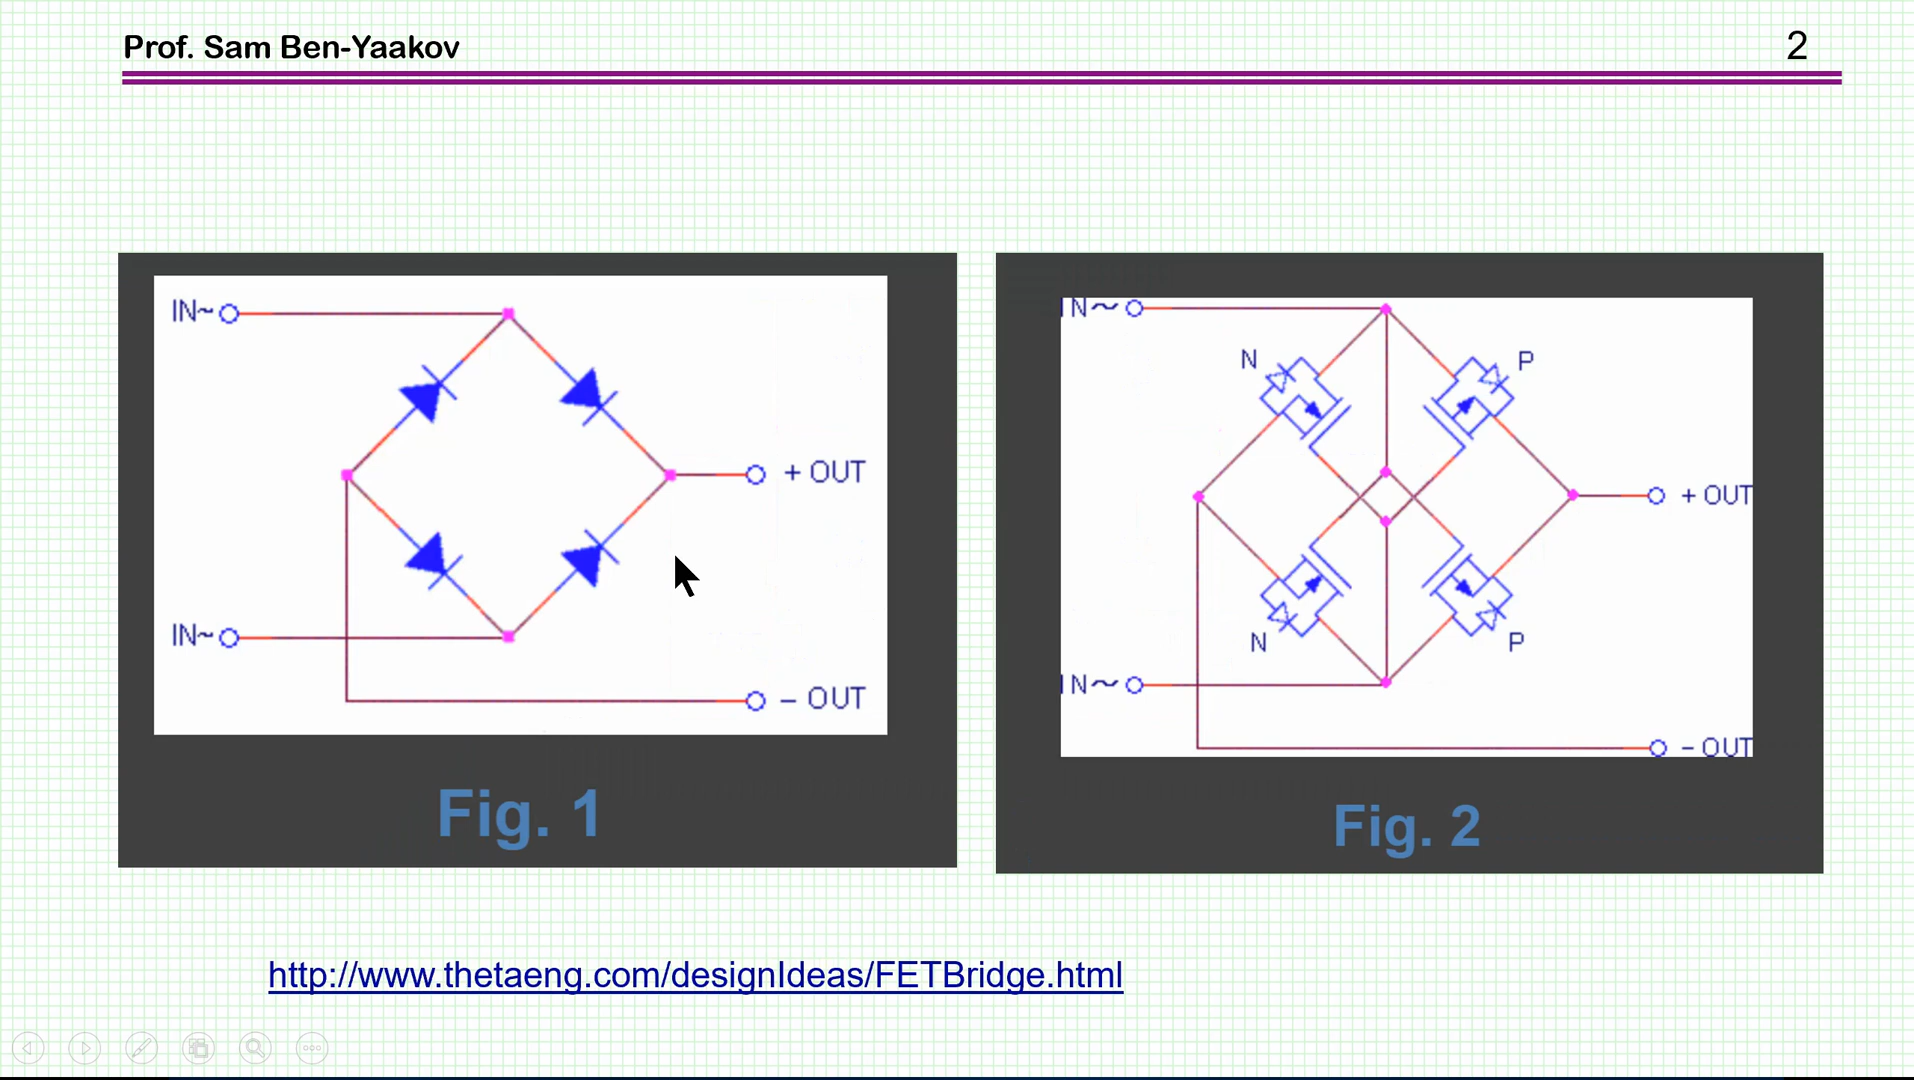 Prof. Sam Ben-Yaakov
2
IN~
+ OUT
IN~
– OUT
Fig. 1
IN~
N
P
+ OUT
N
P
IN~
– OUT
Fig. 2
http://www.thetaeng.com/designIdeas/FETBridge.html